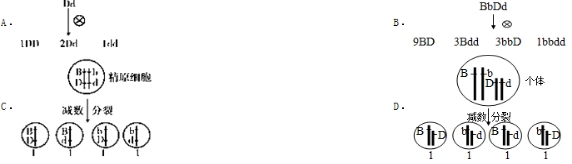 A.
Dd
⊗
1DD 2Dd 1dd
B.
BbDd
⊗
9BD 3Bdd 3bbD 1bbdd
B b
D d
精原细胞
C.
减数 分裂
B
D
B
d
b
D
b
d
1 1 1 1
B b
D d
个体
D.
减数 分裂
B D
b d
B d
b D
1 1 1 1